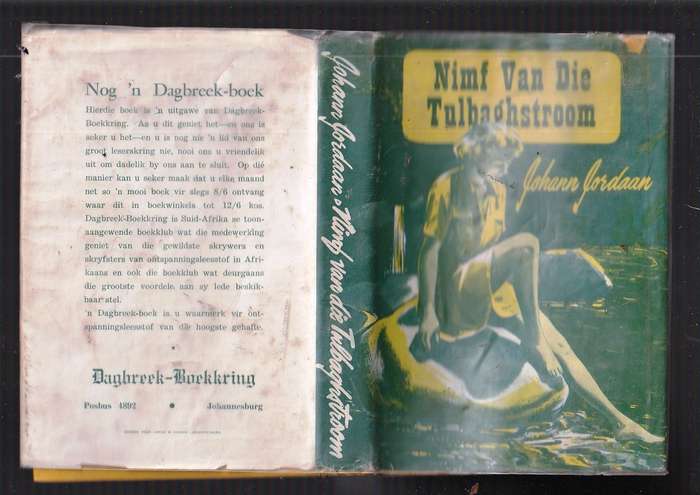 Nog 'n Dagbreek-boek
Hierdie boek is 'n uitgawe van Dagbreek-
Boekkring. As u dit geniet het—en ons is
seker u het—en u is nog nie 'n lid van ons
groot leserskring nie, nooi ons u vriendelik
uit om dadelik by ons aan te sluit. Op dié
manier kan u seker maak dat u elke maand
net so 'n mooi boek vir slegs 8/6 ontvang
waar dit in boekwinkels tot 12/6 kos.
Dagbreek-Boekkring is Suid-Afrika se toon-
aangewende boekklub wat die medewerking
geniet van die gewildste skrywers en
skryfsters van ontspanningsleesstof in Afri-
kaans en ook die boekklub wat deurgaans
die grootste voordele aan sy lede beskik-
baar stel.
'n Dagbreek-boek is u waarmerk vir ont-
spanningsleesstof van die hoogste gehalte.
Dagbreek-Boekkring
Posbus 4892 • Johannesburg
Johann Jordaan • Nimf van die Tulbaghstroom
Nimf Van Die
Tulbaghstroom
Johann Jordaan